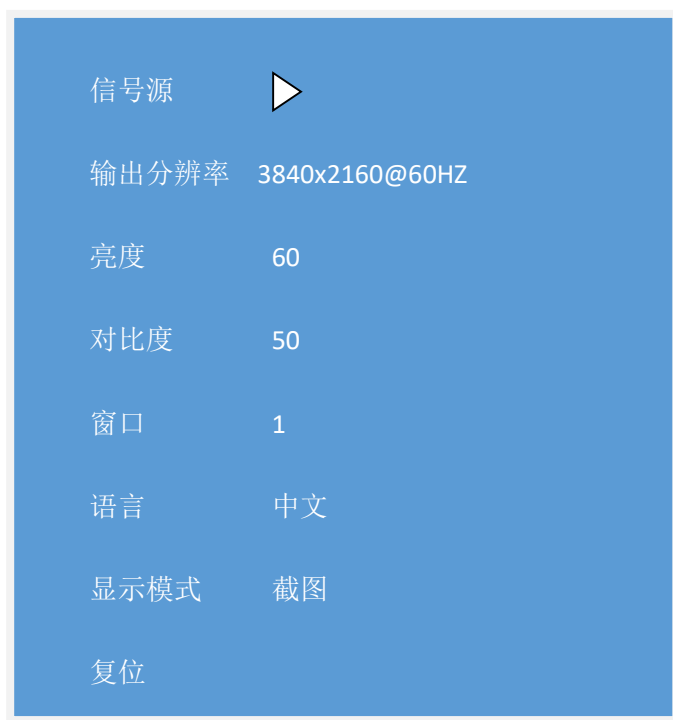 信号源
输出分辨率 3840x2160@60HZ
亮度 60
对比度 50
窗口 1
语言 中文
显示模式 截图
复位